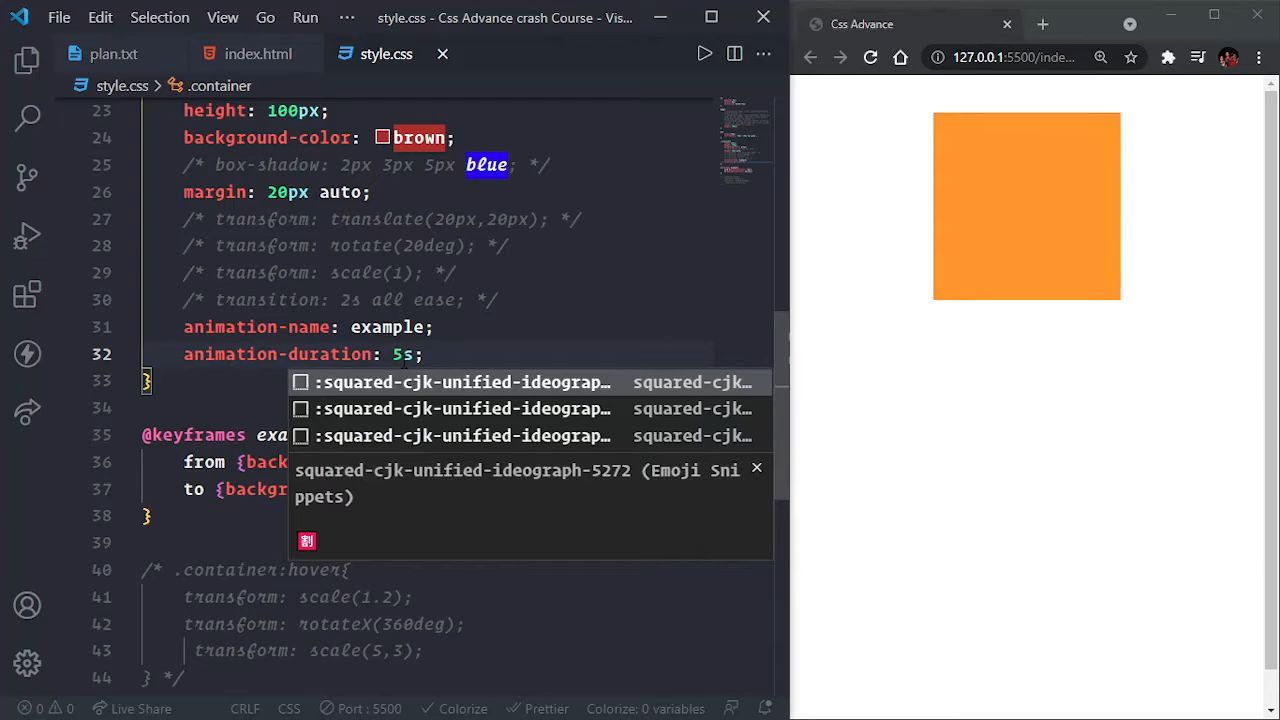 File Edit Selection View Go Run ··· style.css - Css Advance crash Course - Vis...
plan.txt index.html style.css
style.css > .container
23 height: 100px;
24 background-color: brown;
25 /* box-shadow: 2px 3px 5px blue; */
26 margin: 20px auto;
27 /* transform: translate(20px,20px); */
28 /* transform: rotate(20deg); */
29 /* transform: scale(1); */
30 /* transition: 2s all ease; */
31 animation-name: example;
32 animation-duration: 5s;
33 }
34
35 @keyframes exa
36 from {back
37 to {backgr
38 }
39
40 /* .container:hover{
41 transform: scale(1.2);
42 transform: rotateX(360deg);
43 transform: scale(5,3);
44 } */
:squared-cjk-unified-ideograp... squared-cjk...
:squared-cjk-unified-ideograp... squared-cjk...
:squared-cjk-unified-ideograp... squared-cjk...
squared-cjk-unified-ideograph-5272 (Emoji Sni
ppets)
割
0 0 Live Share CRLF CSS Port : 5500 Colorize Prettier Colorize: 0 variables
Css Advance
127.0.0.1:5500/inde...